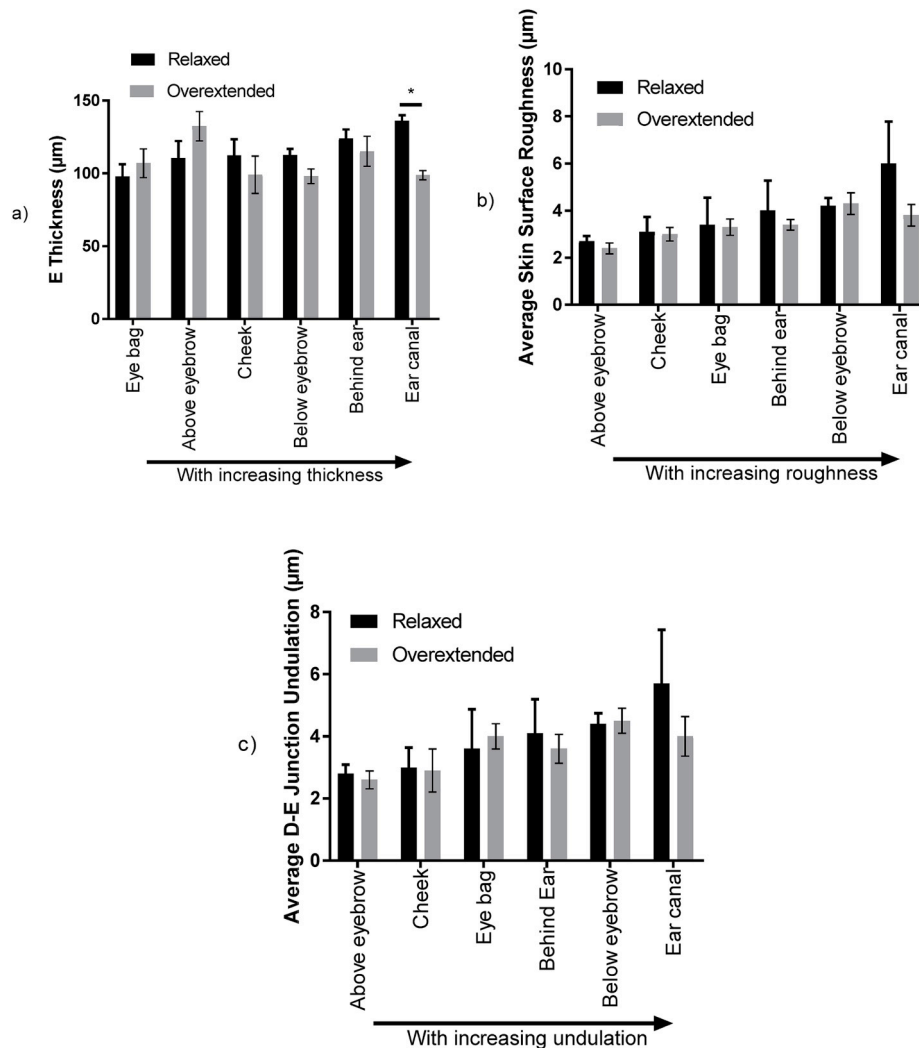 a)
E Thickness (µm)
Relaxed
Overextended
*
150
100
50
0
Eye bag
Above eyebrow
Cheek
Below eyebrow
Behind ear
Ear canal
With increasing thickness
b)
Average Skin Surface Roughness (µm)
Relaxed
Overextended
10
8
6
4
2
0
Above eyebrow
Cheek
Eye bag
Behind ear
Below eyebrow
Ear canal
With increasing roughness
c)
Average D-E Junction Undulation (µm)
Relaxed
Overextended
8
6
4
2
0
Above eyebrow
Cheek
Eye bag
Behind Ear
Below eyebrow
Ear canal
With increasing undulation